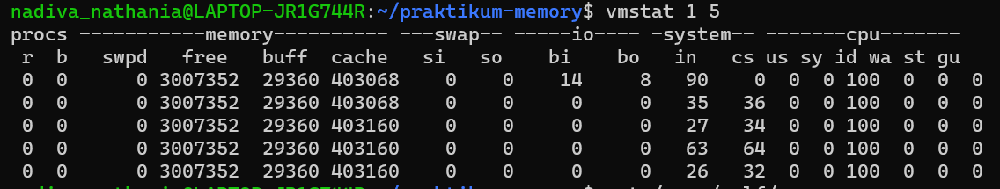 nadiva_nathania@LAPTOP-JR1G744R:~/praktikum-memory$ vmstat 1 5
procs -----------memory---------- ---swap-- -----io---- -system-- -------cpu-------
 r  b   swpd   free   buff  cache   si   so    bi    bo   in   cs us sy id wa st gu
 0  0      0 3007352  29360 403068    0    0    14     8   90    0  0  0 100  0  0  0
 0  0      0 3007352  29360 403068    0    0     0     0   35   36  0  0 100  0  0  0
 0  0      0 3007352  29360 403160    0    0     0     0   27   34  0  0 100  0  0  0
 0  0      0 3007352  29360 403160    0    0     0     0   63   64  0  0 100  0  0  0
 0  0      0 3007352  29360 403160    0    0     0     0   26   32  0  0 100  0  0  0